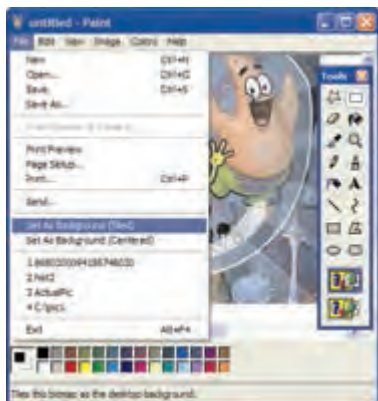 untitled - Paint
File Edit View Image Colors Help
New Ctrl+N
Open... Ctrl+O
Save Ctrl+S
Save As...
Print Preview
Page Setup...
Print... Ctrl+P
Send...
Set As Background (Tiled)
Set As Background (Centered)
2
3 ActualPic
4 C:\pic1
Exit Alt+F4
Tools
A
Tiles this bitmap as the desktop background.